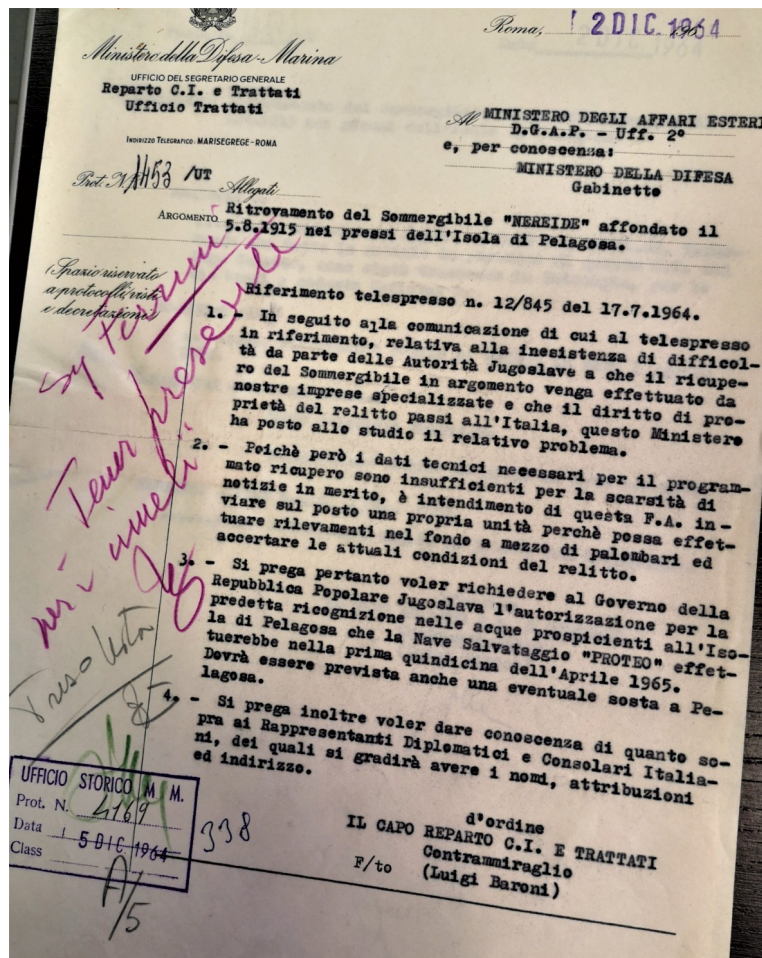 Roma, 2 DIC. 1964
Ministero della Difesa-Marina
UFFICIO DEL SEGRETARIO GENERALE
Reparto C.I. e Trattati
Ufficio Trattati
INDIRIZZO TELEGRAFICO: MARISEGREGE-ROMA
Al MINISTERO DEGLI AFFARI ESTERI
D.G.A.P. - Uff. 2º
e, per conoscenza:
MINISTERO DELLA DIFESA
Gabinetto
Prot. N. 1453 /UT Allegati
ARGOMENTO Ritrovamento del Sommergibile "NEREIDE" affondato il
5.8.1915 nei pressi dell'Isola di Pelagosa.
(Spazio riservato
a protocolli, visti
e decretazioni)
Riferimento telespresso n. 12/845 del 17.7.1964.
1. - In seguito alla comunicazione di cui al telespresso
in riferimento, relativa alla inesistenza di difficol-
tà da parte delle Autorità Jugoslave a che il ricupe-
ro del Sommergibile in argomento venga effettuato da
nostre imprese specializzate e che il diritto di pro-
prietà del relitto passi all'Italia, questo Ministero
ha posto allo studio il relativo problema.
2. - Poichè però i dati tecnici necessari per il program-
mato ricupero sono insufficienti per la scarsità di
notizie in merito, è intendimento di questa F.A. in-
viare sul posto una propria unità perchè possa effet-
tuare rilevamenti nel fondo a mezzo di palombari ed
accertare le attuali condizioni del relitto.
3. - Si prega pertanto voler richiedere al Governo della
Repubblica Popolare Jugoslava l'autorizzazione per la
predetta ricognizione nelle acque prospicienti all'Iso-
la di Pelagosa che la Nave Salvataggio "PROTEO" effet-
tuerebbe nella prima quindicina dell'Aprile 1965.
Dovrà essere prevista anche una eventuale sosta a Pe-
lagosa.
4. - Si prega inoltre voler dare conoscenza di quanto so-
pra ai Rappresentanti Diplomatici e Consolari Italia-
ni, dei quali si gradirà avere i nomi, attribuzioni
ed indirizzo.
d'ordine
IL CAPO REPARTO C.I. E TRATTATI
Contrammiraglio
F/to (Luigi Baroni)
Tener presente
Preso nota
UFFICIO STORICO M M.
Prot. N. 4169
Data 5 DIC 1964
Class A/5
338